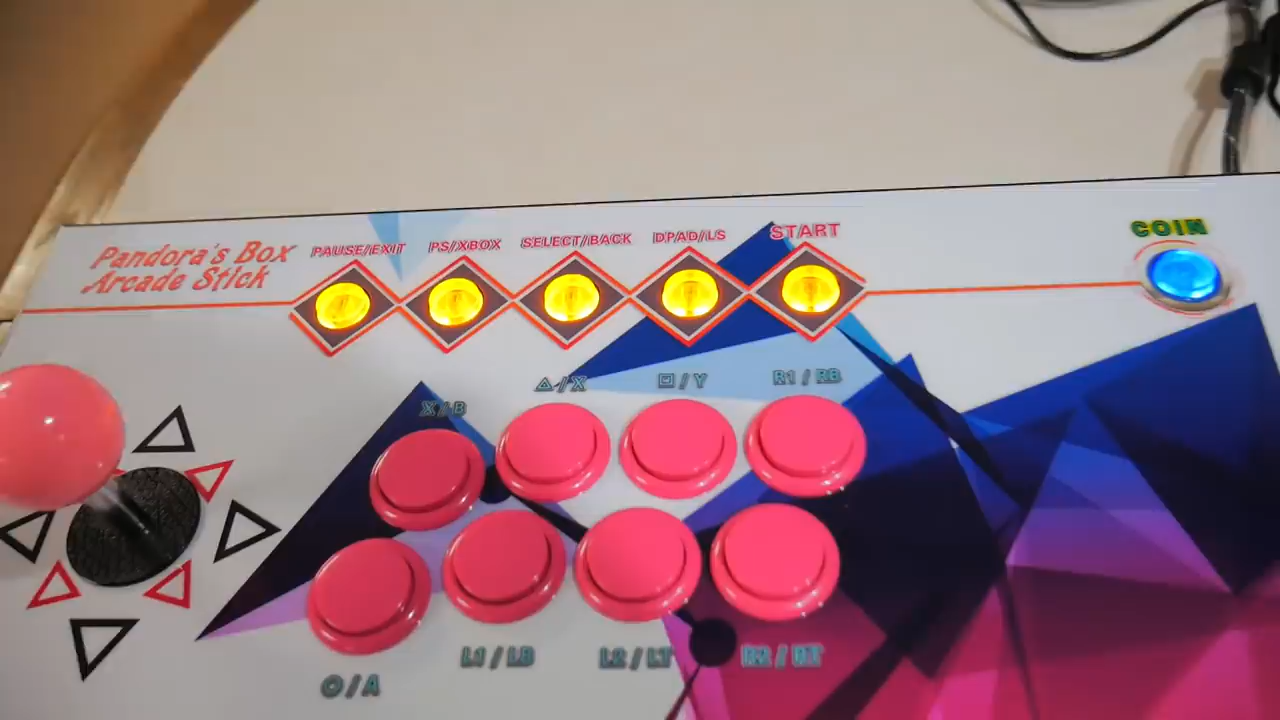 Pandora's Box
Arcade Stick
PAUSE/EXIT
PS/XBOX
SELECT/BACK
DPAD/LS
START
COIN
X/B
△/X
□/Y
R1/RB
O/A
L1/LB
L2/LT
R2/RT